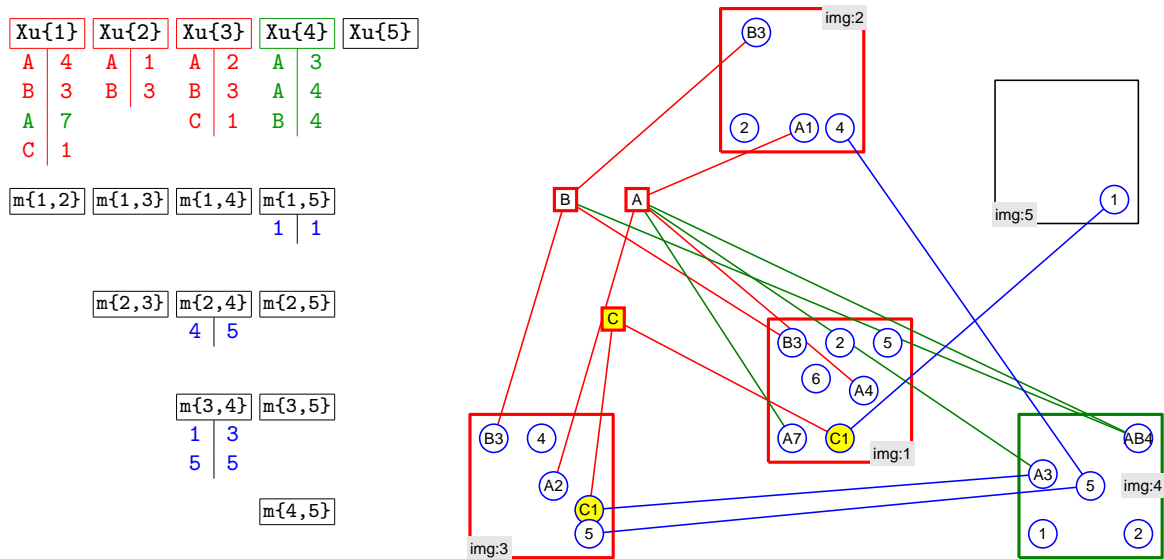 Xu{1} Xu{2} Xu{3} Xu{4} Xu{5}
A 4 A 1 A 2 A 3
B 3 B 3 B 3 A 4
A 7 C 1 B 4
C 1
m{1,2} m{1,3} m{1,4} m{1,5}
1 1
m{2,3} m{2,4} m{2,5}
4 5
m{3,4} m{3,5}
1 3
5 5
m{4,5}
img:2
B3
2 A1 4
img:5
1
B A
C
B3 2 5
6
A4
A7 C1
img:1
B3 4
A2
C1
5
img:3
AB4
A3
5
img:4
1 2